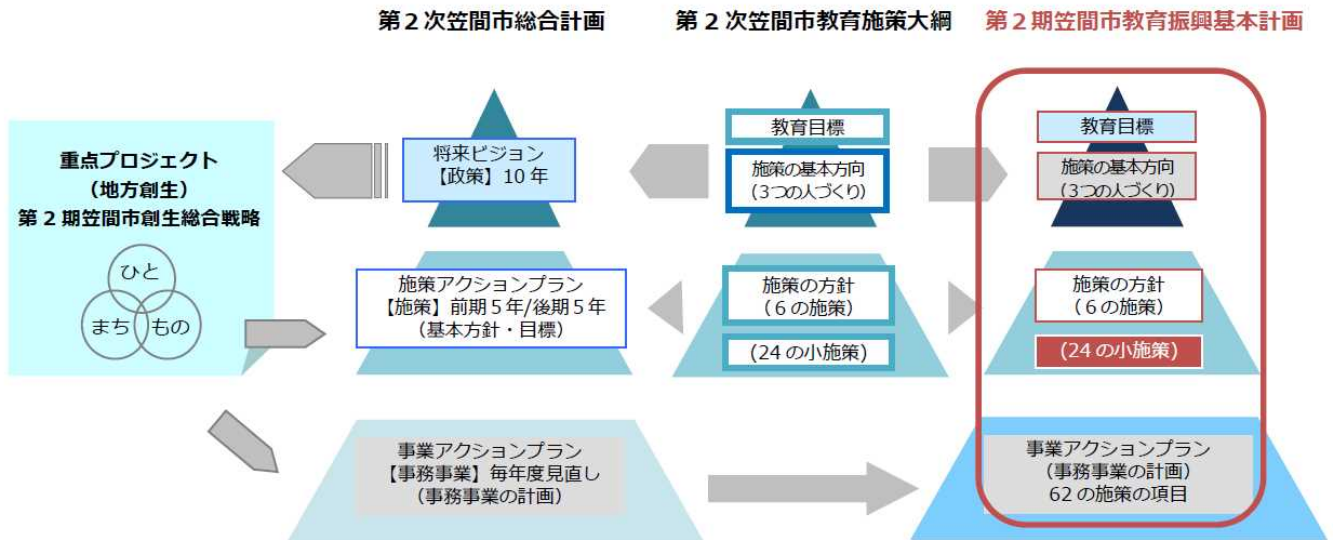 第２次笠間市総合計画
第２次笠間市教育施策大綱
第２期笠間市教育振興基本計画
重点プロジェクト
（地方創生）
第２期笠間市創生総合戦略
ひと
まち
もの
将来ビジョン
【政策】10 年
施策アクションプラン
【施策】前期５年/後期５年
（基本方針・目標）
事業アクションプラン
【事務事業】毎年度見直し
（事務事業の計画）
教育目標
施策の基本方向
(３つの人づくり)
施策の方針
（６の施策）
(24 の小施策)
教育目標
施策の基本方向
(３つの人づくり)
施策の方針
（６の施策）
(24 の小施策)
事業アクションプラン
（事務事業の計画）
62 の施策の項目